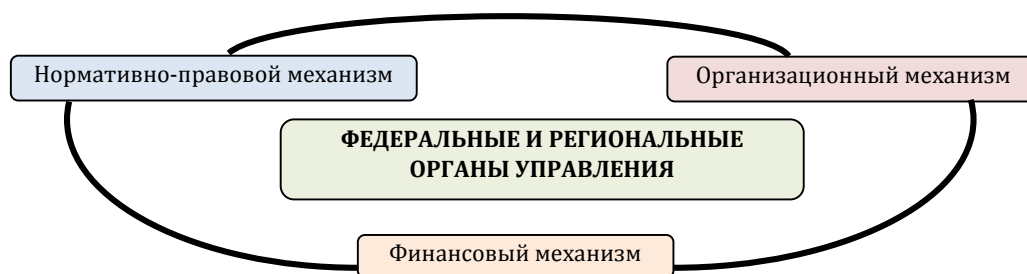 Нормативно-правовой механизм
Организационный механизм
ФЕДЕРАЛЬНЫЕ И РЕГИОНАЛЬНЫЕ
ОРГАНЫ УПРАВЛЕНИЯ
Финансовый механизм